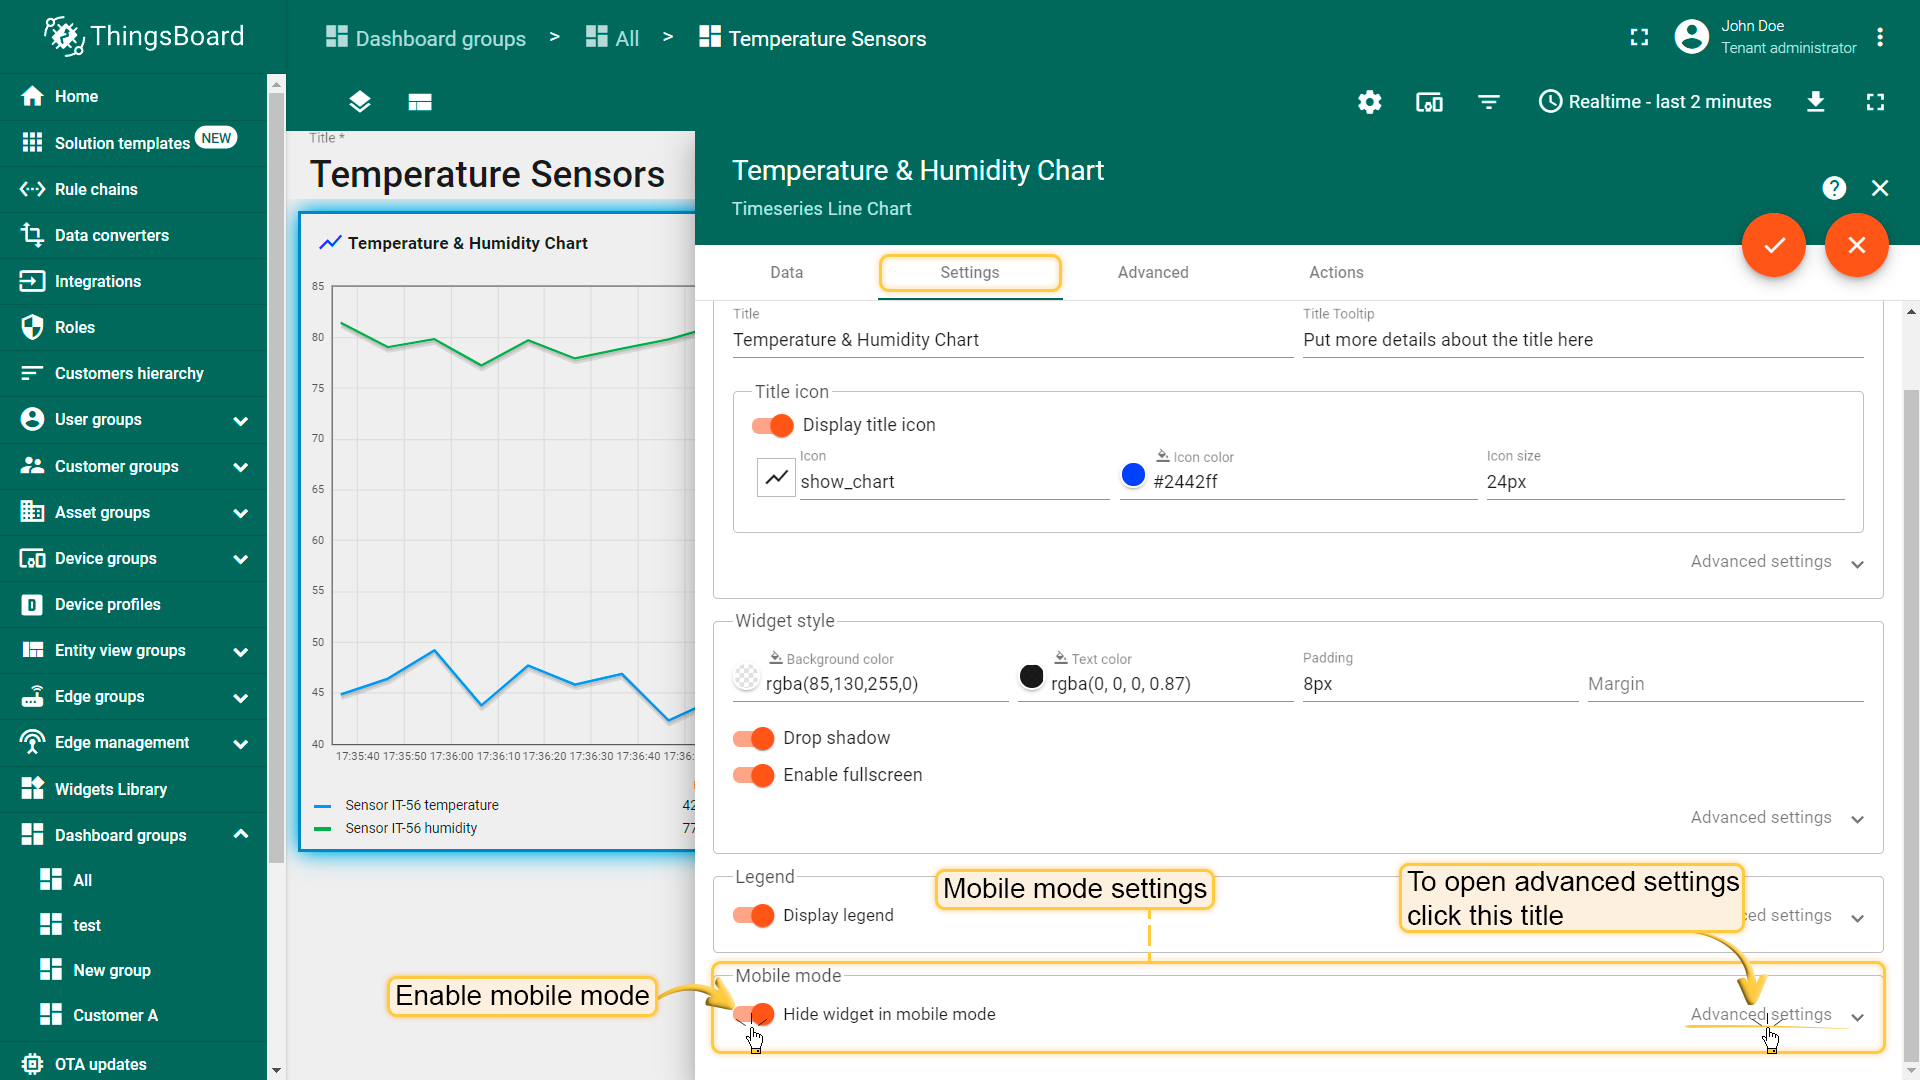 ThingsBoard
Dashboard groups > All > Temperature Sensors
John Doe
Tenant administrator
Home
Solution templates NEW
Rule chains
Data converters
Integrations
Roles
Customers hierarchy
User groups
Customer groups
Asset groups
Device groups
Device profiles
Entity view groups
Edge groups
Edge management
Widgets Library
Dashboard groups
All
test
New group
Customer A
OTA updates
Realtime - last 2 minutes
Title *
Temperature Sensors
Temperature & Humidity Chart
85
80
75
70
65
60
55
50
45
40
17:35:40 17:35:50 17:36:00 17:36:10 17:36:20 17:36:30 17:36:40 17:36:
Sensor IT-56 temperature 42
Sensor IT-56 humidity 77
Temperature & Humidity Chart
Timeseries Line Chart
Data Settings Advanced Actions
Title
Temperature & Humidity Chart
Title Tooltip
Put more details about the title here
Title icon
Display title icon
Icon
show_chart
Icon color
#2442ff
Icon size
24px
Advanced settings
Widget style
Background color
rgba(85,130,255,0)
Text color
rgba(0, 0, 0, 0.87)
Padding
8px
Margin
Drop shadow
Enable fullscreen
Advanced settings
Legend
Display legend
ced settings
Mobile mode settings
To open advanced settings
click this title
Mobile mode
Enable mobile mode
Hide widget in mobile mode
Advanced settings